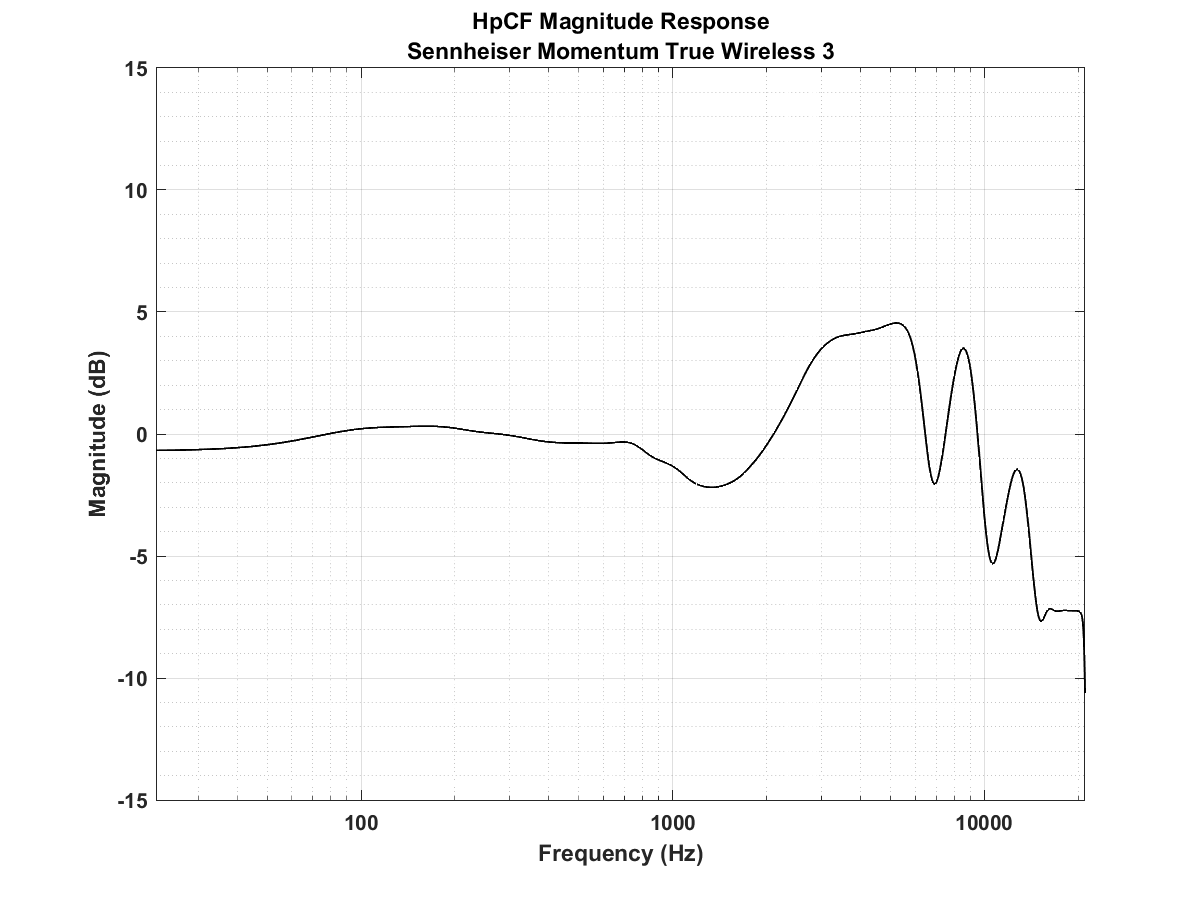 HpCF Magnitude Response
Sennheiser Momentum True Wireless 3
15
10
5
0
-5
-10
-15
Magnitude (dB)
100
1000
10000
Frequency (Hz)